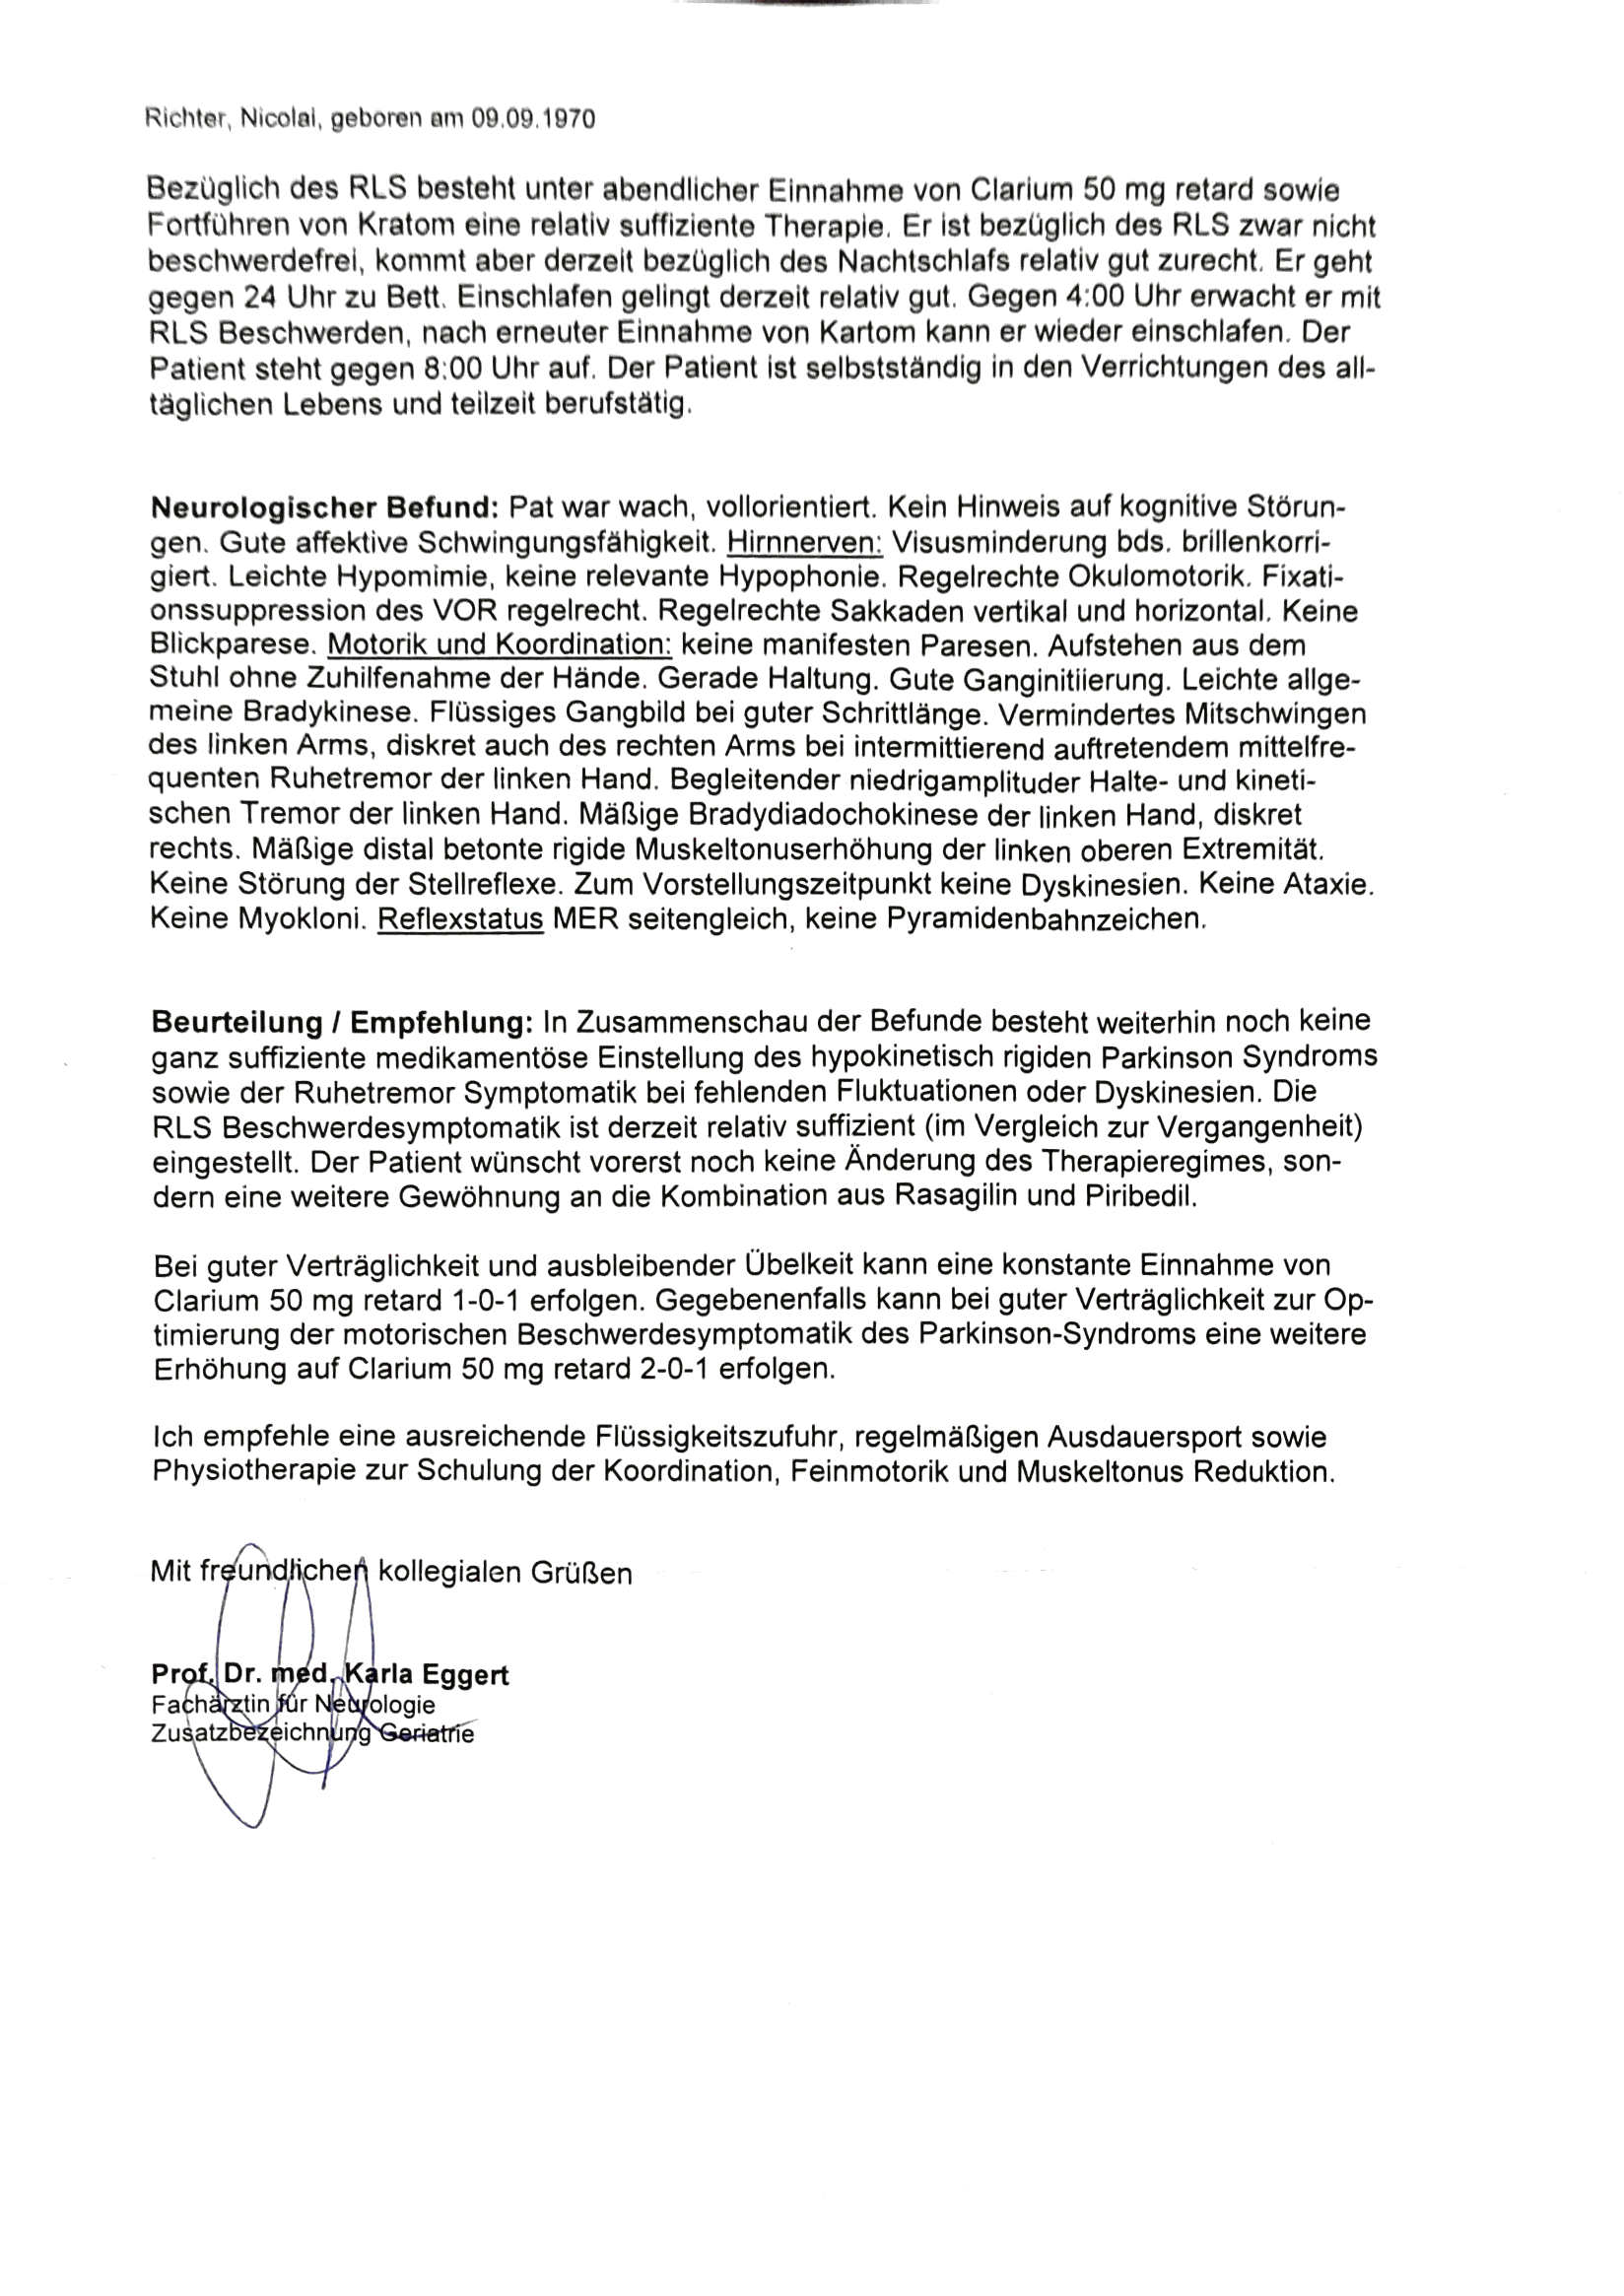 Richter, Nicolai, geboren am 09.09.1970
Bezüglich des RLS besteht unter abendlicher Einnahme von Clarium 50 mg retard sowie
Fortführen von Kratom eine relativ suffiziente Therapie. Er ist bezüglich des RLS zwar nicht
beschwerdefrei, kommt aber derzeit bezüglich des Nachtschlafs relativ gut zurecht. Er geht
gegen 24 Uhr zu Bett. Einschlafen gelingt derzeit relativ gut. Gegen 4:00 Uhr erwacht er mit
RLS Beschwerden, nach erneuter Einnahme von Kartom kann er wieder einschlafen. Der
Patient steht gegen 8:00 Uhr auf. Der Patient ist selbstständig in den Verrichtungen des all-
täglichen Lebens und teilzeit berufstätig.
Neurologischer Befund: Pat war wach, vollorientiert. Kein Hinweis auf kognitive Störun-
gen. Gute affektive Schwingungsfähigkeit. Hirnnerven: Visusminderung bds. brillenkorri-
giert. Leichte Hypomimie, keine relevante Hypophonie. Regelrechte Okulomotorik. Fixati-
onssuppression des VOR regelrecht. Regelrechte Sakkaden vertikal und horizontal. Keine
Blickparese. Motorik und Koordination: keine manifesten Paresen. Aufstehen aus dem
Stuhl ohne Zuhilfenahme der Hände. Gerade Haltung. Gute Ganginitiierung. Leichte allge-
meine Bradykinese. Flüssiges Gangbild bei guter Schrittlänge. Vermindertes Mitschwingen
des linken Arms, diskret auch des rechten Arms bei intermittierend auftretendem mittelfre-
quenten Ruhetremor der linken Hand. Begleitender niedrigamplituder Halte- und kineti-
schen Tremor der linken Hand. Mäßige Bradydiadochokinese der linken Hand, diskret
rechts. Mäßige distal betonte rigide Muskeltonuserhöhung der linken oberen Extremität.
Keine Störung der Stellreflexe. Zum Vorstellungszeitpunkt keine Dyskinesien. Keine Ataxie.
Keine Myokloni. Reflexstatus MER seitengleich, keine Pyramidenbahnzeichen.
Beurteilung / Empfehlung: In Zusammenschau der Befunde besteht weiterhin noch keine
ganz suffiziente medikamentöse Einstellung des hypokinetisch rigiden Parkinson Syndroms
sowie der Ruhetremor Symptomatik bei fehlenden Fluktuationen oder Dyskinesien. Die
RLS Beschwerdesymptomatik ist derzeit relativ suffizient (im Vergleich zur Vergangenheit)
eingestellt. Der Patient wünscht vorerst noch keine Änderung des Therapieregimes, son-
dern eine weitere Gewöhnung an die Kombination aus Rasagilin und Piribedil.
Bei guter Verträglichkeit und ausbleibender Übelkeit kann eine konstante Einnahme von
Clarium 50 mg retard 1-0-1 erfolgen. Gegebenenfalls kann bei guter Verträglichkeit zur Op-
timierung der motorischen Beschwerdesymptomatik des Parkinson-Syndroms eine weitere
Erhöhung auf Clarium 50 mg retard 2-0-1 erfolgen.
Ich empfehle eine ausreichende Flüssigkeitszufuhr, regelmäßigen Ausdauersport sowie
Physiotherapie zur Schulung der Koordination, Feinmotorik und Muskeltonus Reduktion.
Mit freundlichen kollegialen Grüßen
Prof. Dr. med. Karla Eggert
Fachärztin für Neurologie
Zusatzbezeichnung Geriatrie